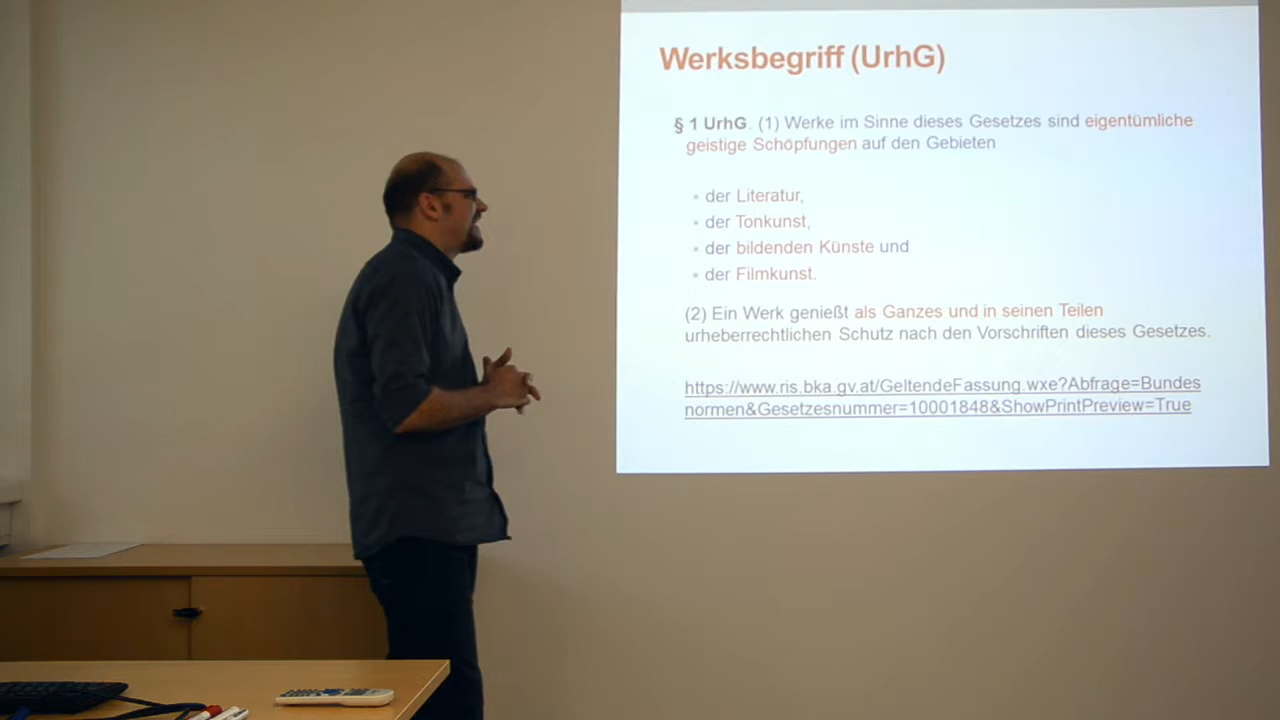 Werksbegriff (UrhG)
§ 1 UrhG. (1) Werke im Sinne dieses Gesetzes sind eigentümliche
geistige Schöpfungen auf den Gebieten
• der Literatur,
• der Tonkunst,
• der bildenden Künste und
• der Filmkunst.
(2) Ein Werk genießt als Ganzes und in seinen Teilen
urheberrechtlichen Schutz nach den Vorschriften dieses Gesetzes.
https://www.ris.bka.gv.at/GeltendeFassung.wxe?Abfrage=Bundes
normen&Gesetzesnummer=10001848&ShowPrintPreview=True